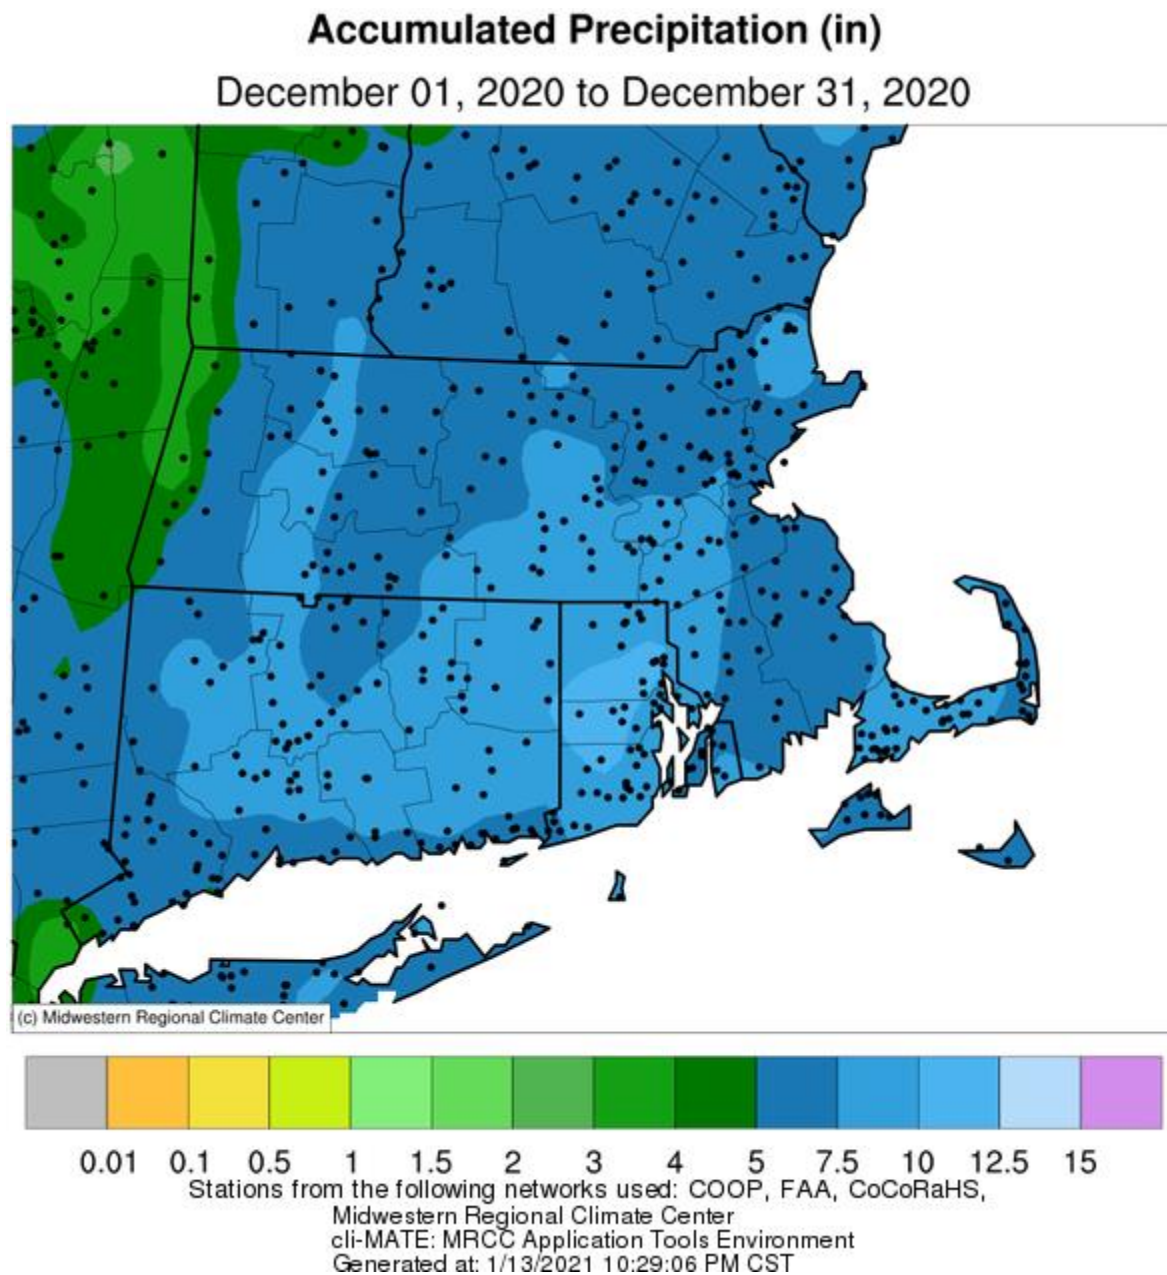 Accumulated Precipitation (in)
December 01, 2020 to December 31, 2020
(c) Midwestern Regional Climate Center
0.01 0.1 0.5 1 1.5 2 3 4 5 7.5 10 12.5 15
Stations from the following networks used: COOP, FAA, CoCoRaHS,
Midwestern Regional Climate Center
cli-MATE: MRCC Application Tools Environment
Generated at: 1/13/2021 10:29:06 PM CST